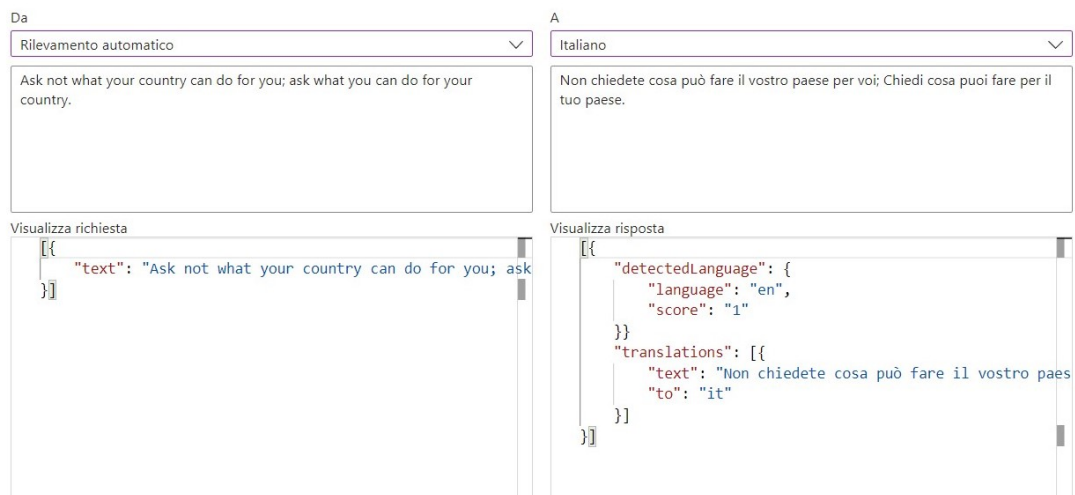 Da
Rilevamento automatico
Ask not what your country can do for you; ask what you can do for your
country.
Visualizza richiesta
[{
"text": "Ask not what your country can do for you; ask
}]
A
Italiano
Non chiedete cosa può fare il vostro paese per voi; Chiedi cosa puoi fare per il
tuo paese.
Visualizza risposta
[{
"detectedLanguage": {
"language": "en",
"score": "1"
}}
"translations": [{
"text": "Non chiedete cosa può fare il vostro paes
"to": "it"
}]
}]